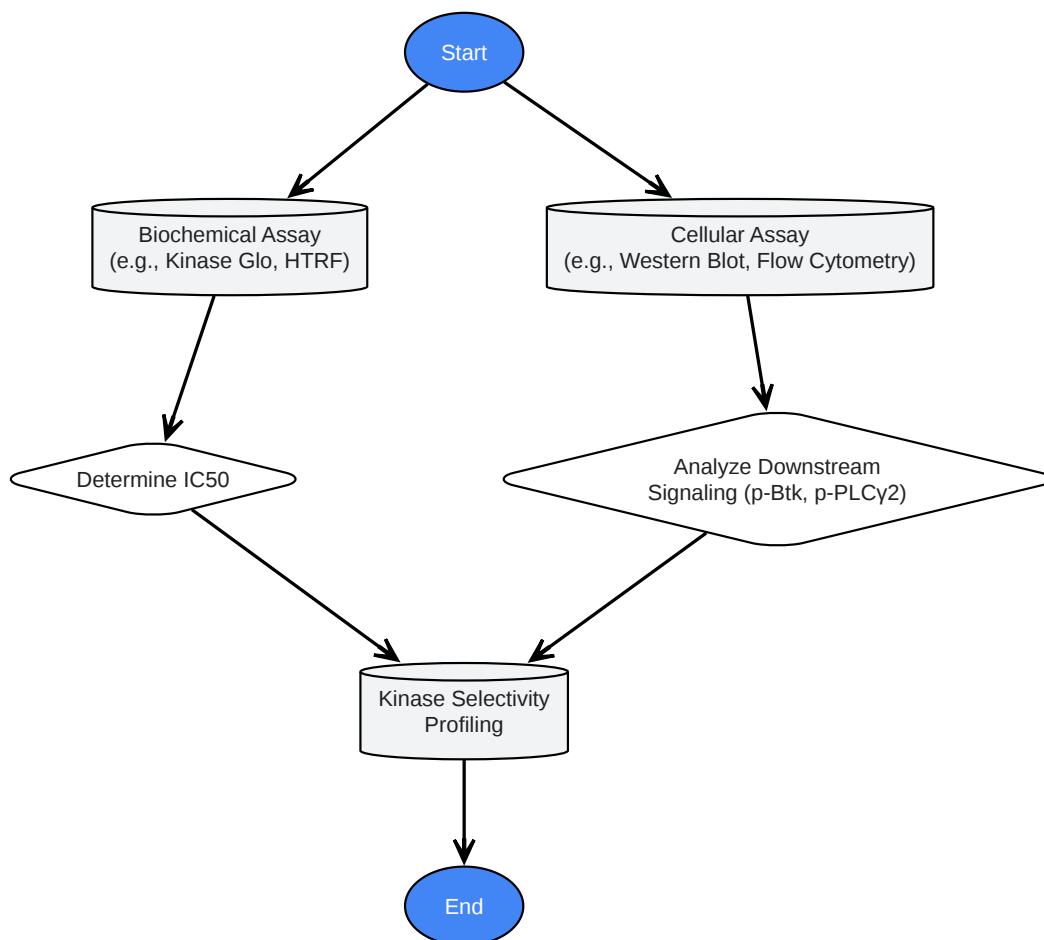 Start
Biochemical Assay
(e.g., Kinase Glo, HTRF)
Cellular Assay
(e.g., Western Blot, Flow Cytometry)
Determine IC50
Analyze Downstream
Signaling (p-Btk, p-PLCγ2)
Kinase Selectivity
Profiling
End